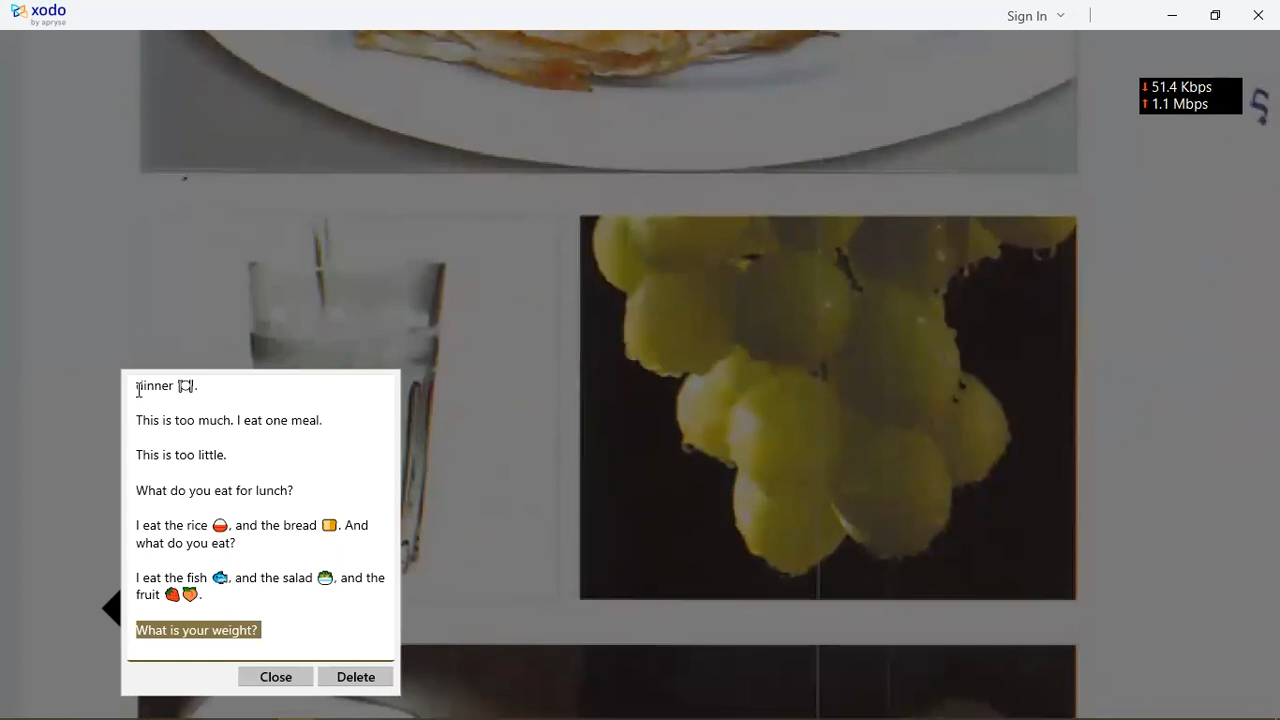 xodo
by apryse
Sign In
51.4 Kbps
1.1 Mbps
dinner 🍽.
This is too much. I eat one meal.
This is too little.
What do you eat for lunch?
I eat the rice 🍚, and the bread 🍞. And
what do you eat?
I eat the fish 🐟, and the salad 🥗, and the
fruit 🍓🍑.
What is your weight?
Close
Delete